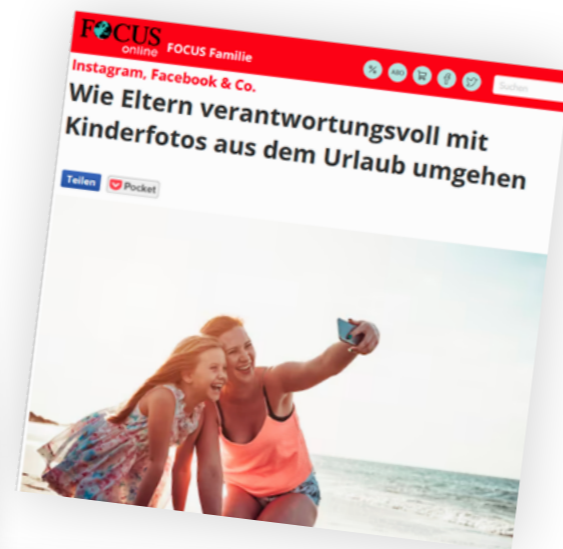 FOCUS
online FOCUS Familie
% ABO
Suchen
Instagram, Facebook & Co.
Wie Eltern verantwortungsvoll mit
Kinderfotos aus dem Urlaub umgehen
Teilen Pocket